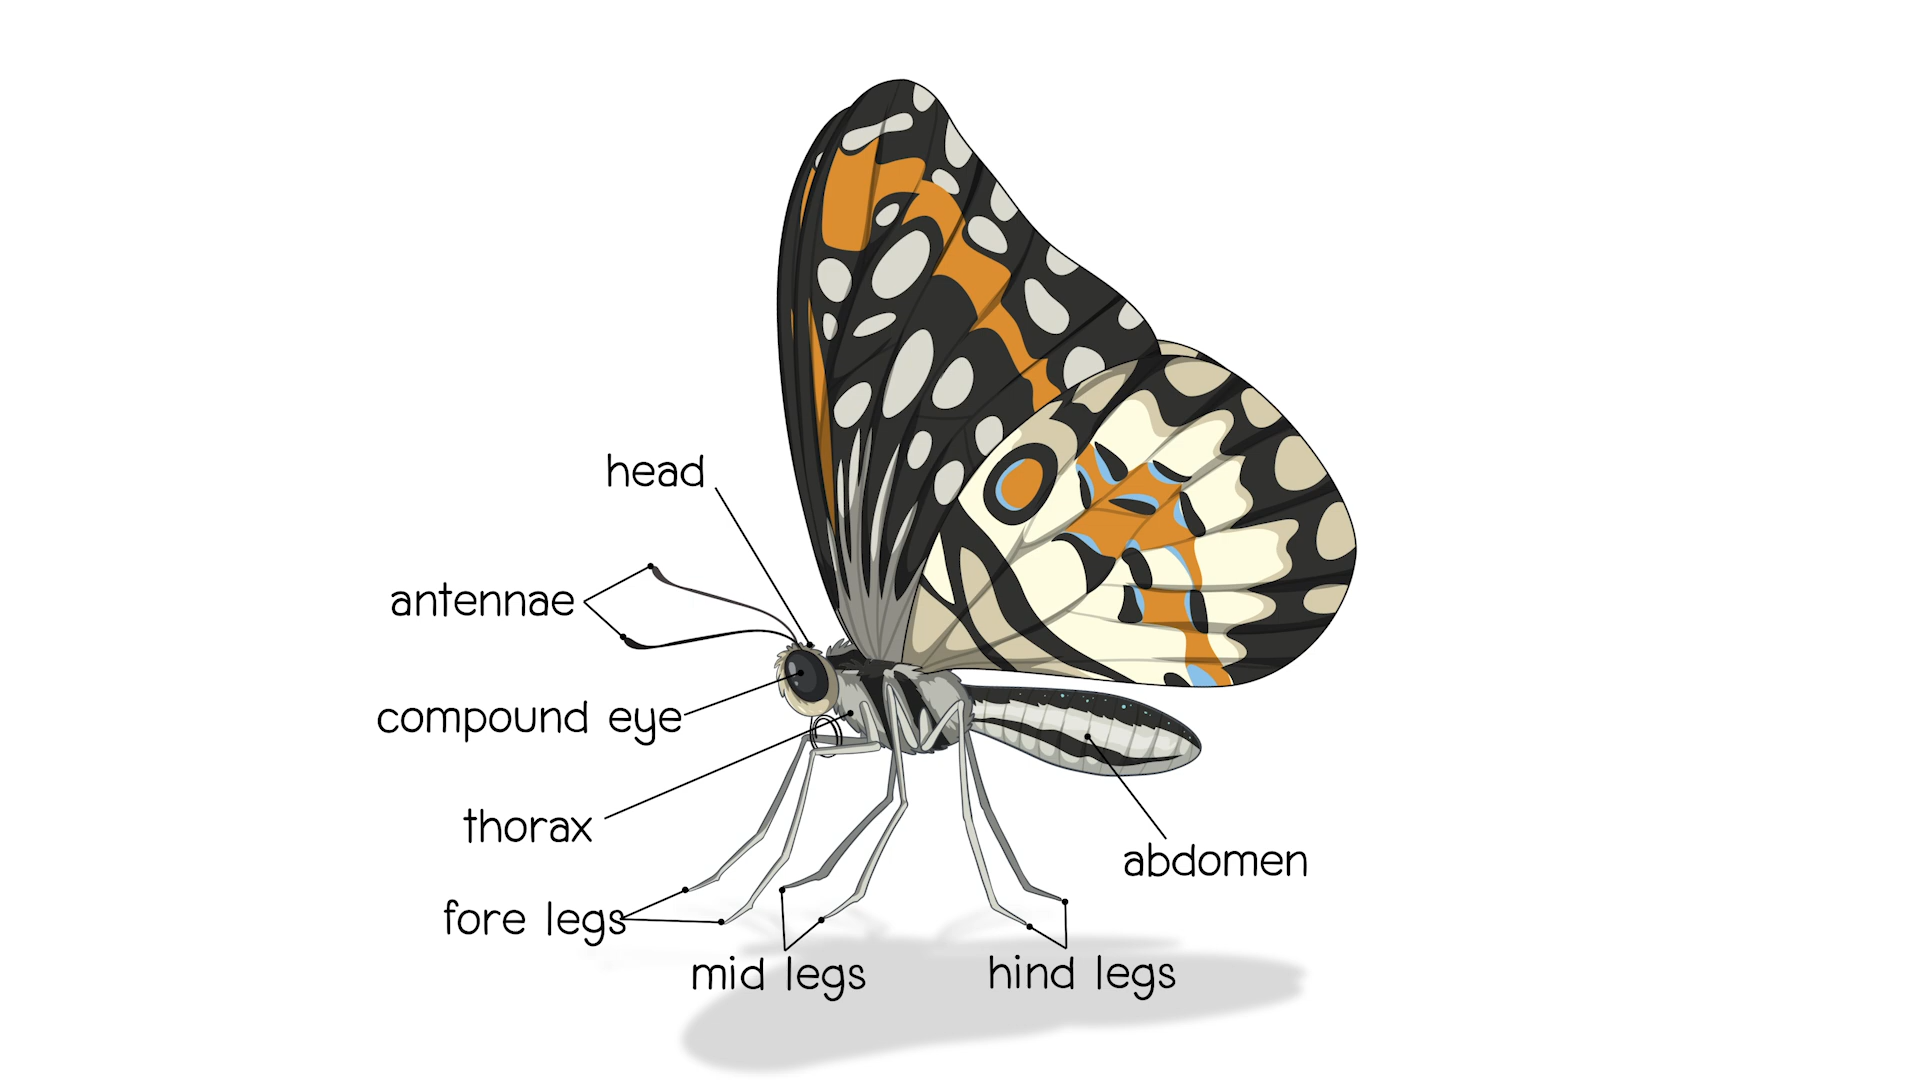 head
antennae
compound eye
thorax
abdomen
fore legs
mid legs
hind legs